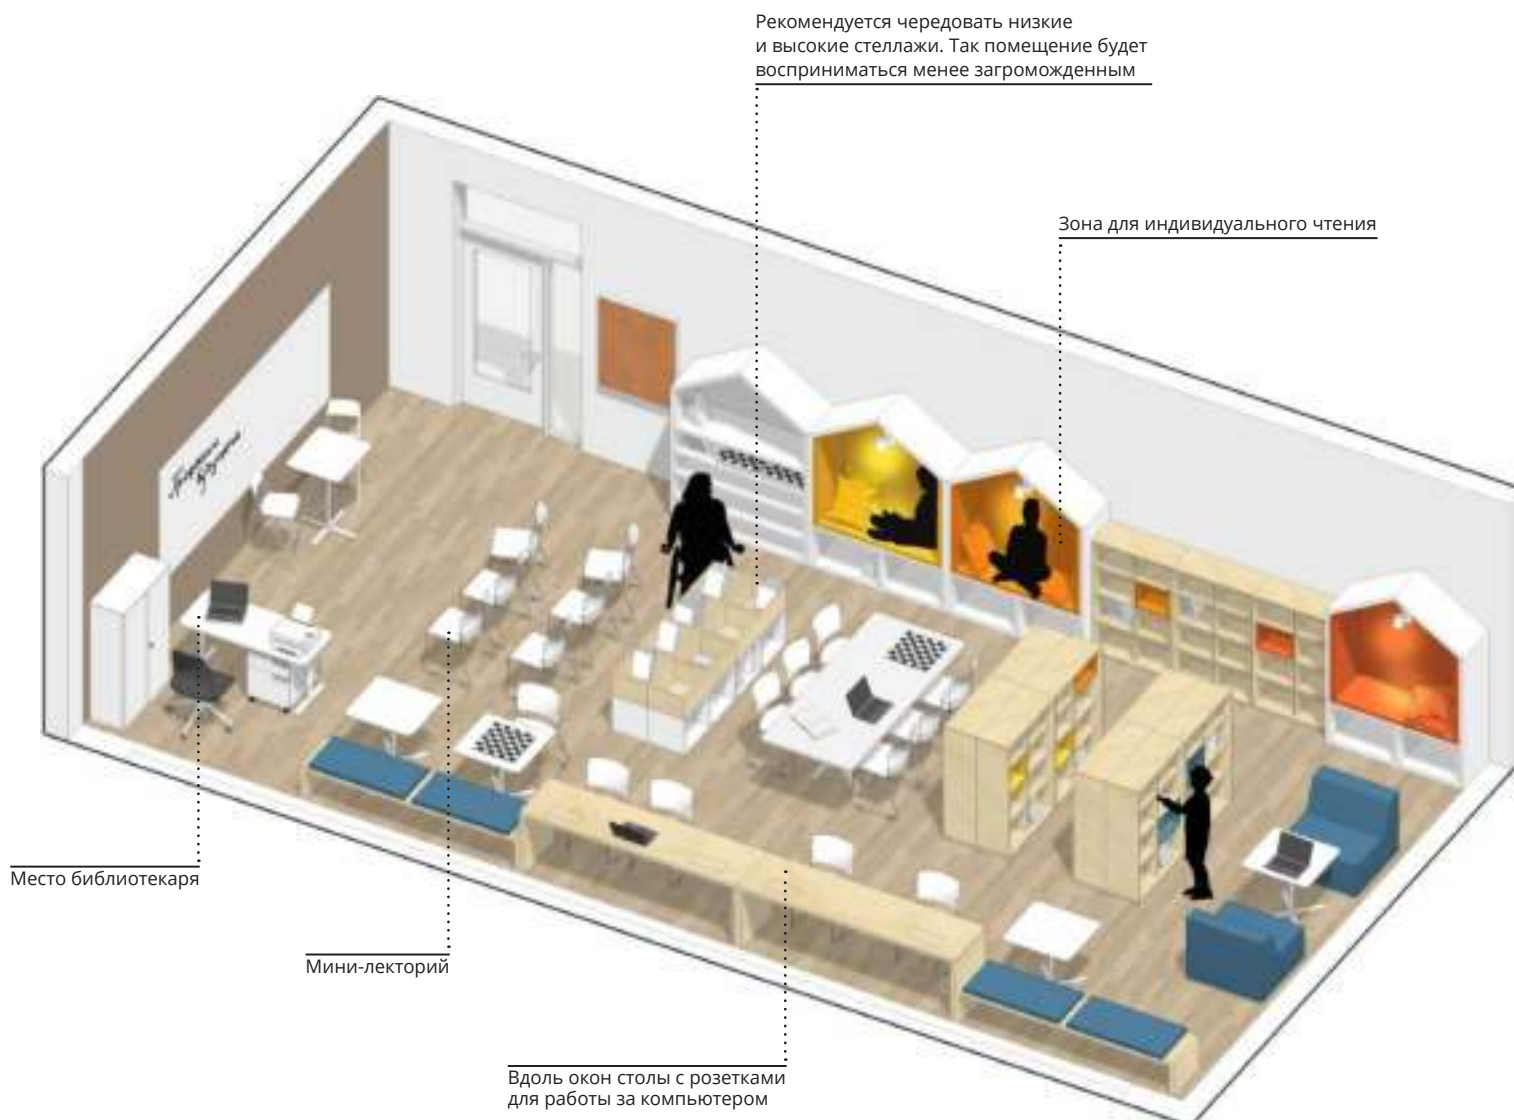 Рекомендуется чередовать низкие
и высокие стеллажи. Так помещение будет
восприниматься менее загроможденным
Зона для индивидуального чтения
Место библиотекаря
Мини-лекторий
Вдоль окон столы с розетками
для работы за компьютером